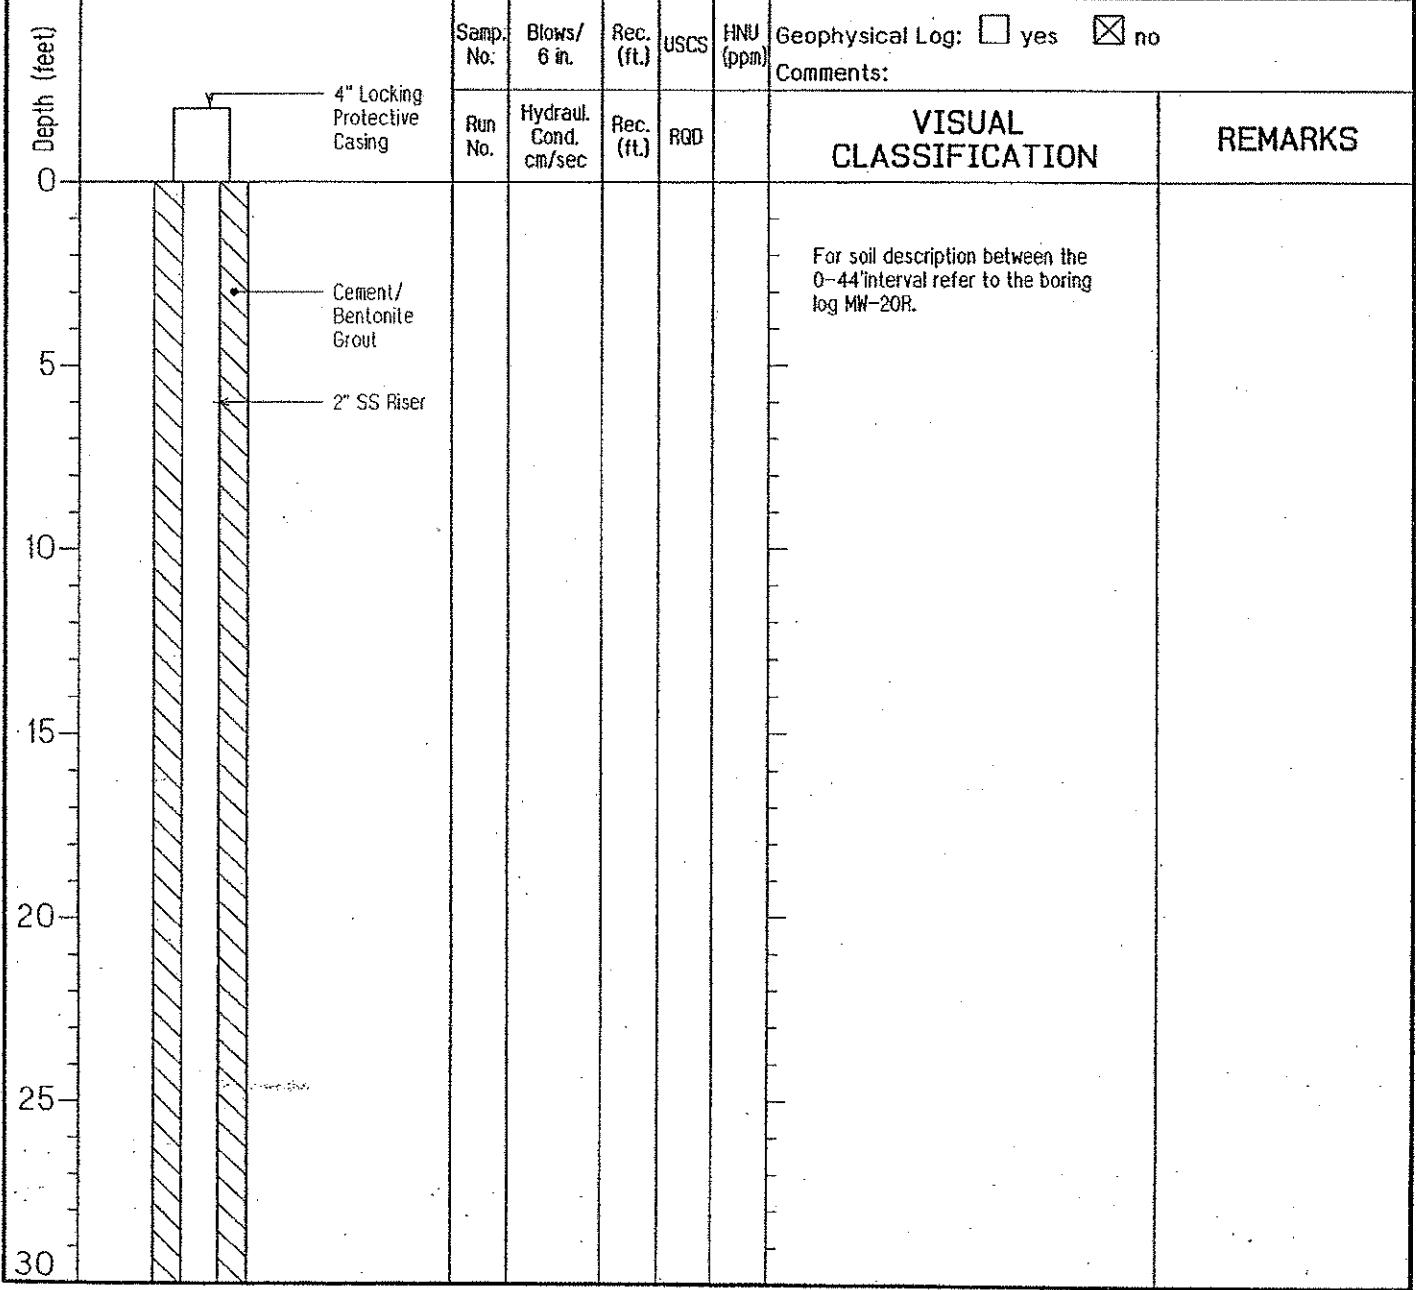 Depth (feet)
Samp. No.
Blows/ 6 in.
Rec. (ft.)
USCS
HNU (ppm)
Geophysical Log: yes no
Comments:
4" Locking
Protective
Casing
Run No.
Hydraul. Cond. cm/sec
Rec. (ft.)
RQD
VISUAL
CLASSIFICATION
REMARKS
0
For soil description between the
0-44'interval refer to the boring
log MW-20R.
Cement/
Bentonite
Grout
5
2" SS Riser
10
15
20
25
30